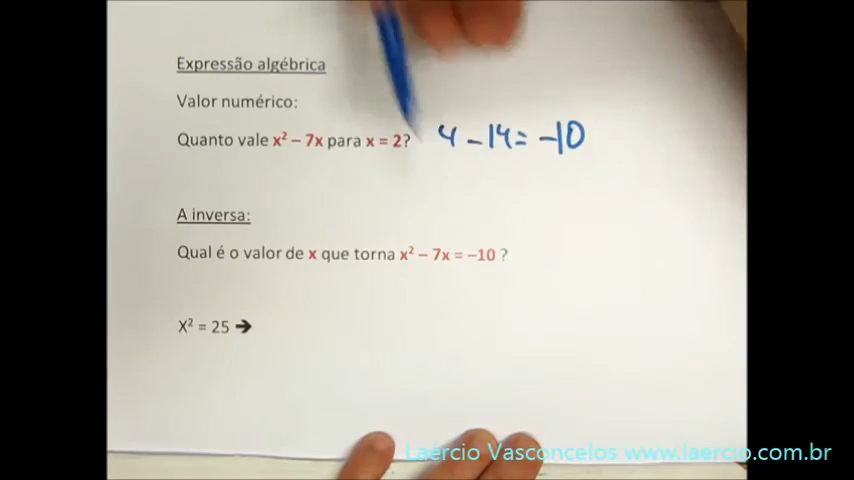 Expressão algébrica
Valor numérico:
Quanto vale x² – 7x para x = 2? 4 - 14 = -10
A inversa:
Qual é o valor de x que torna x² – 7x = –10 ?
X² = 25 ➔
Laércio Vasconcelos www.laercio.com.br